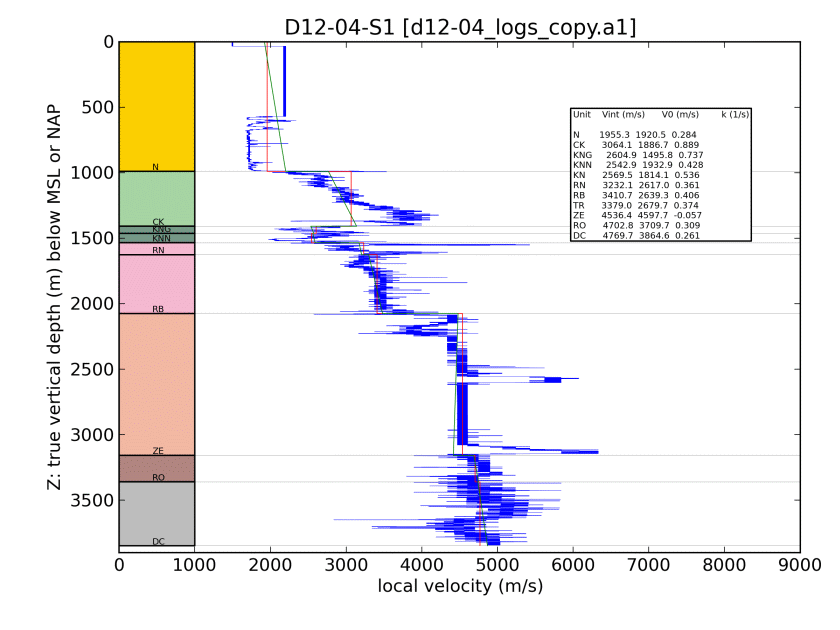 D12-04-S1 [d12-04_logs_copy.a1]
0
500
1000
1500
2000
2500
3000
3500
Z: true vertical depth (m) below MSL or NAP
N
CK
KNG
KNN
RN
RB
ZE
RO
DC
Unit Vint (m/s) V0 (m/s) k (1/s)
N 1955.3 1920.5 0.284
CK 3064.1 1886.7 0.889
KNG 2604.9 1495.8 0.737
KNN 2542.9 1932.9 0.428
KN 2569.5 1814.1 0.536
RN 3232.1 2617.0 0.361
RB 3410.7 2639.3 0.406
TR 3379.0 2679.7 0.374
ZE 4536.4 4597.7 -0.057
RO 4702.8 3709.7 0.309
DC 4769.7 3864.6 0.261
0 1000 2000 3000 4000 5000 6000 7000 8000 9000
local velocity (m/s)